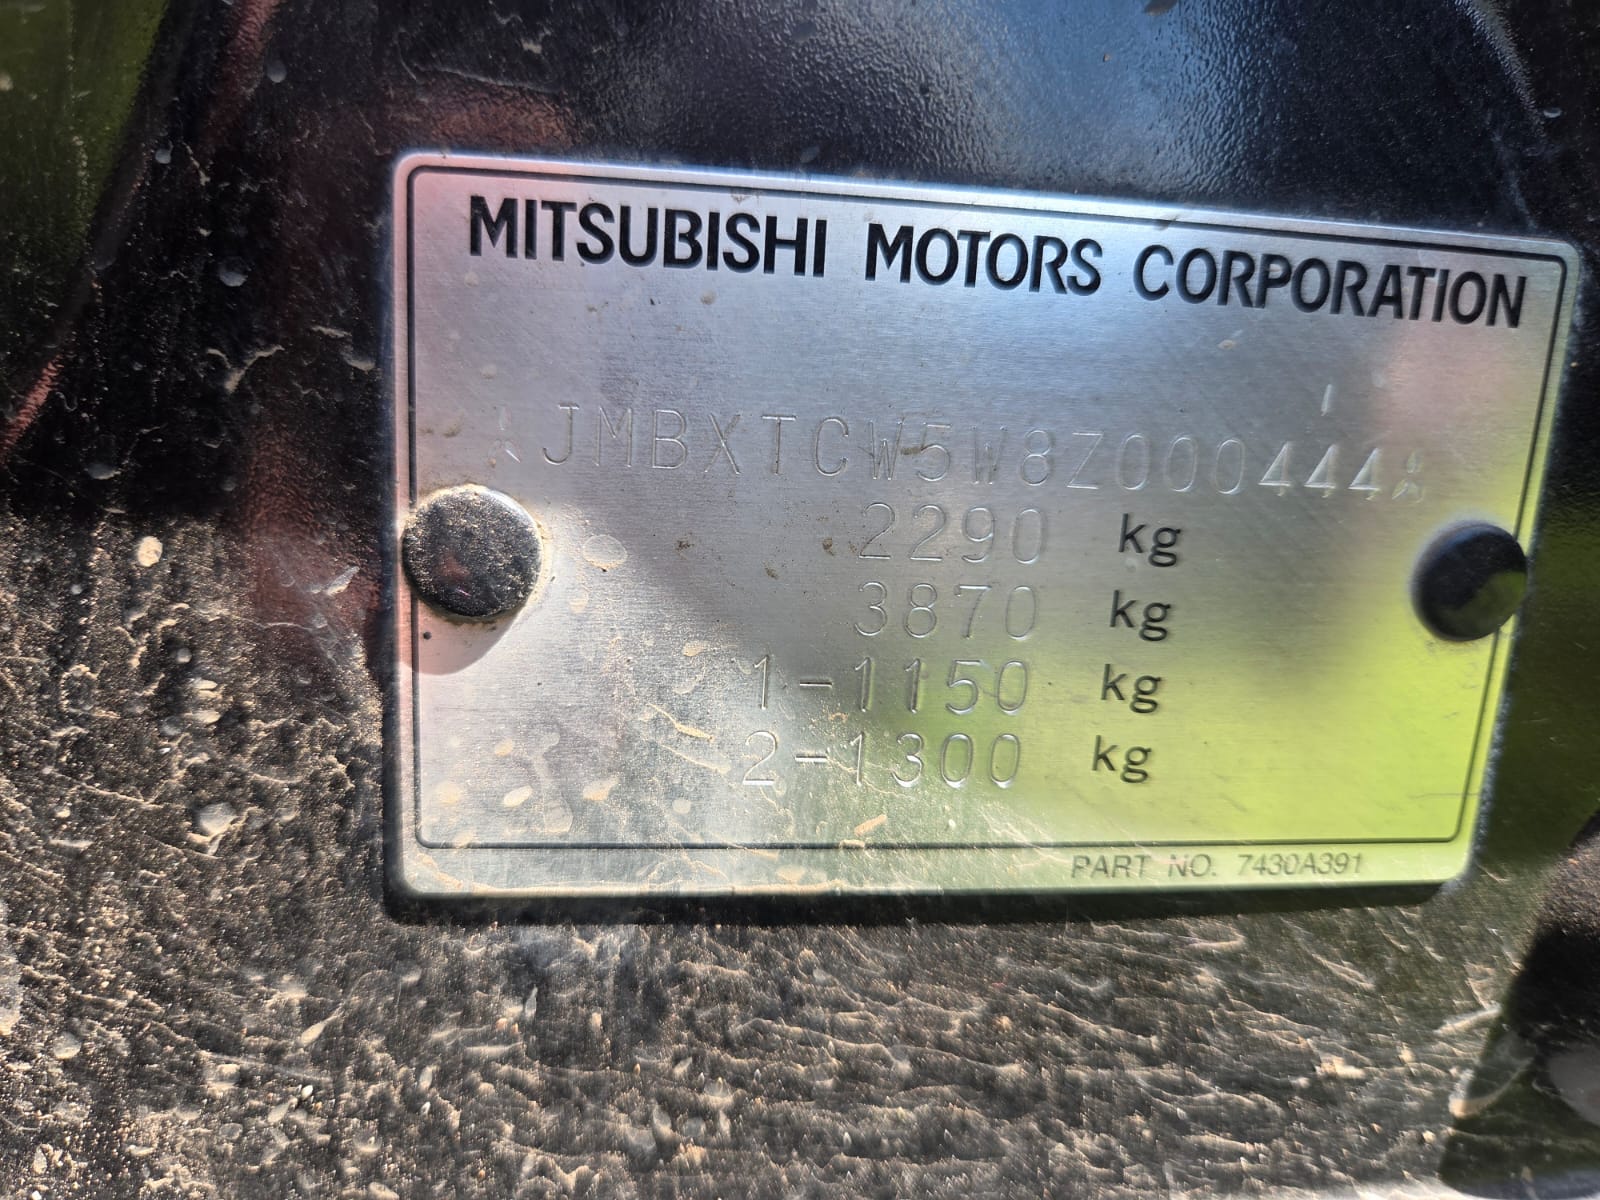 MITSUBISHI MOTORS CORPORATION
JMBXTCW5W8Z000444
2290 kg
3870 kg
1-1150 kg
2-1300 kg
PART NO. 7430A391